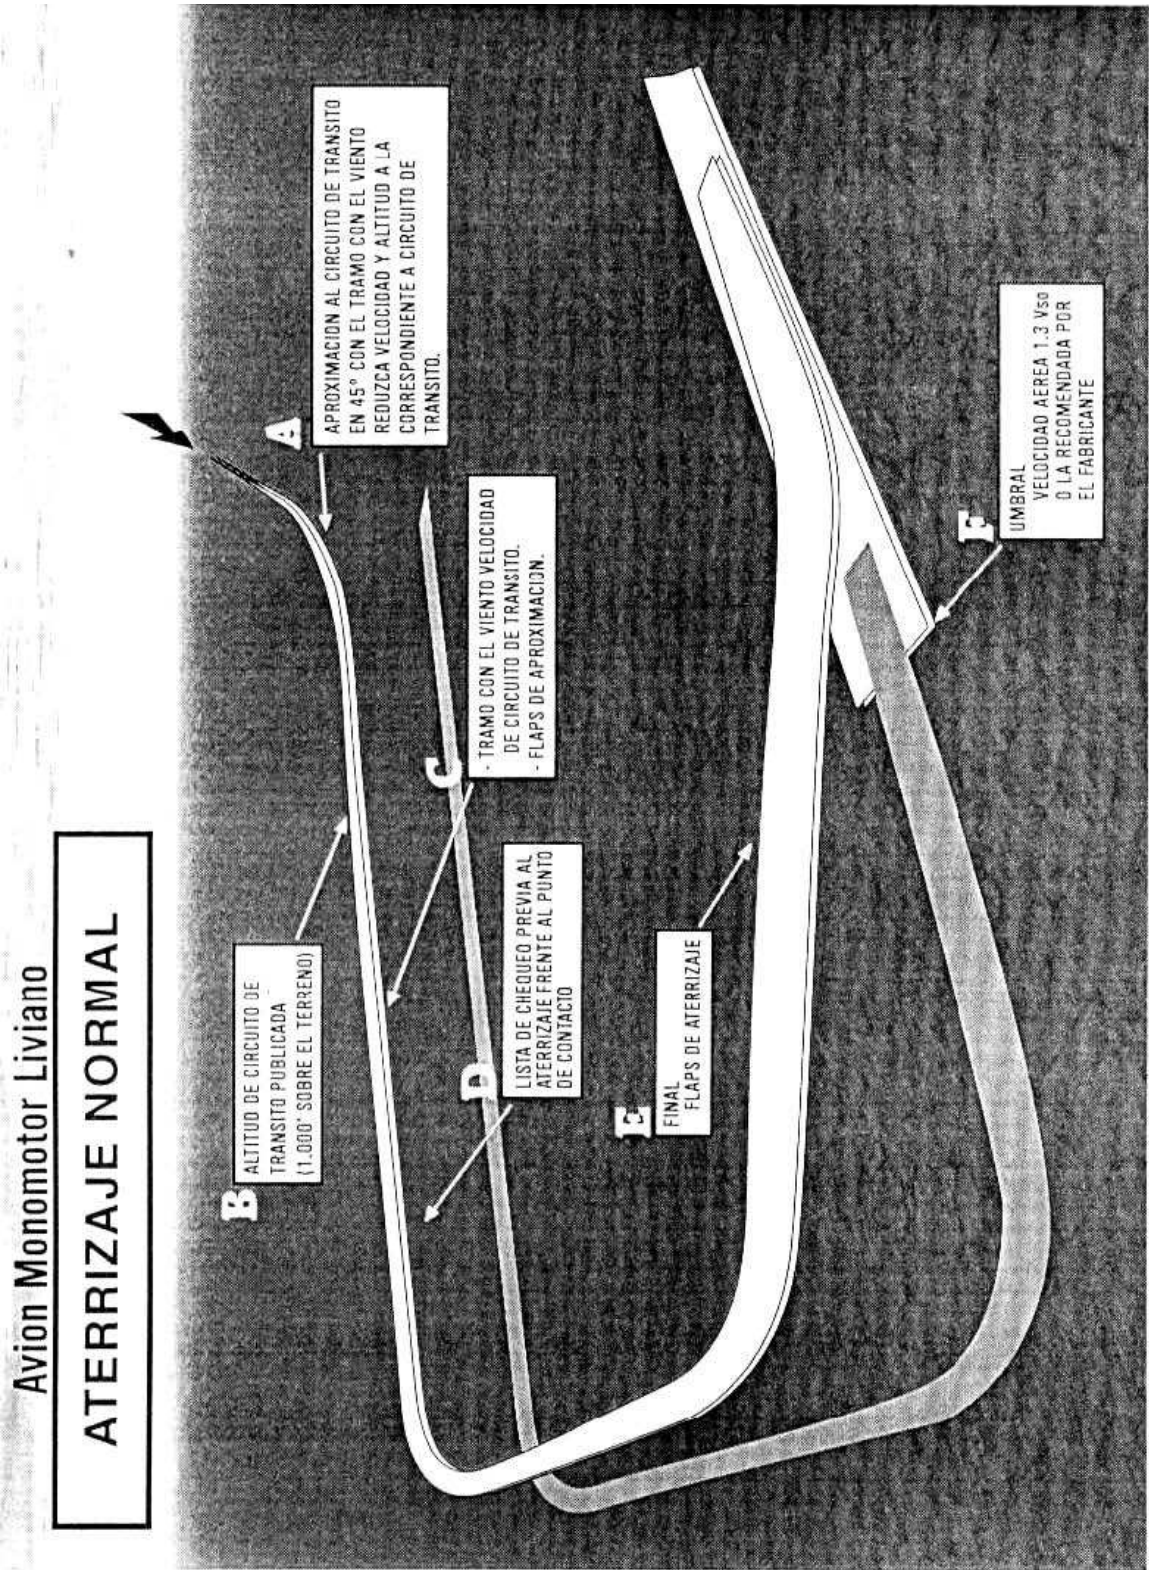 Avion Monomotor Liviano
ATERRIZAJE NORMAL
A
APROXIMACION AL CIRCUITO DE TRANSITO
EN 45° CON EL TRAMO CON EL VIENTO
REDUZCA VELOCIDAD Y ALTITUD A LA
CORRESPONDIENTE A CIRCUITO DE
TRANSITO.
B
ALTITUD DE CIRCUITO DE
TRANSITO PUBLICADA
(1.000' SOBRE EL TERRENO)
C
- TRAMO CON EL VIENTO VELOCIDAD
DE CIRCUITO DE TRANSITO.
- FLAPS DE APROXIMACION.
D
LISTA DE CHEQUEO PREVIA AL
ATERRIZAJE FRENTE AL PUNTO
DE CONTACTO
E
FINAL
FLAPS DE ATERRIZAJE
F
UMBRAL
VELOCIDAD AEREA 1.3 Vso
O LA RECOMENDADA POR
EL FABRICANTE